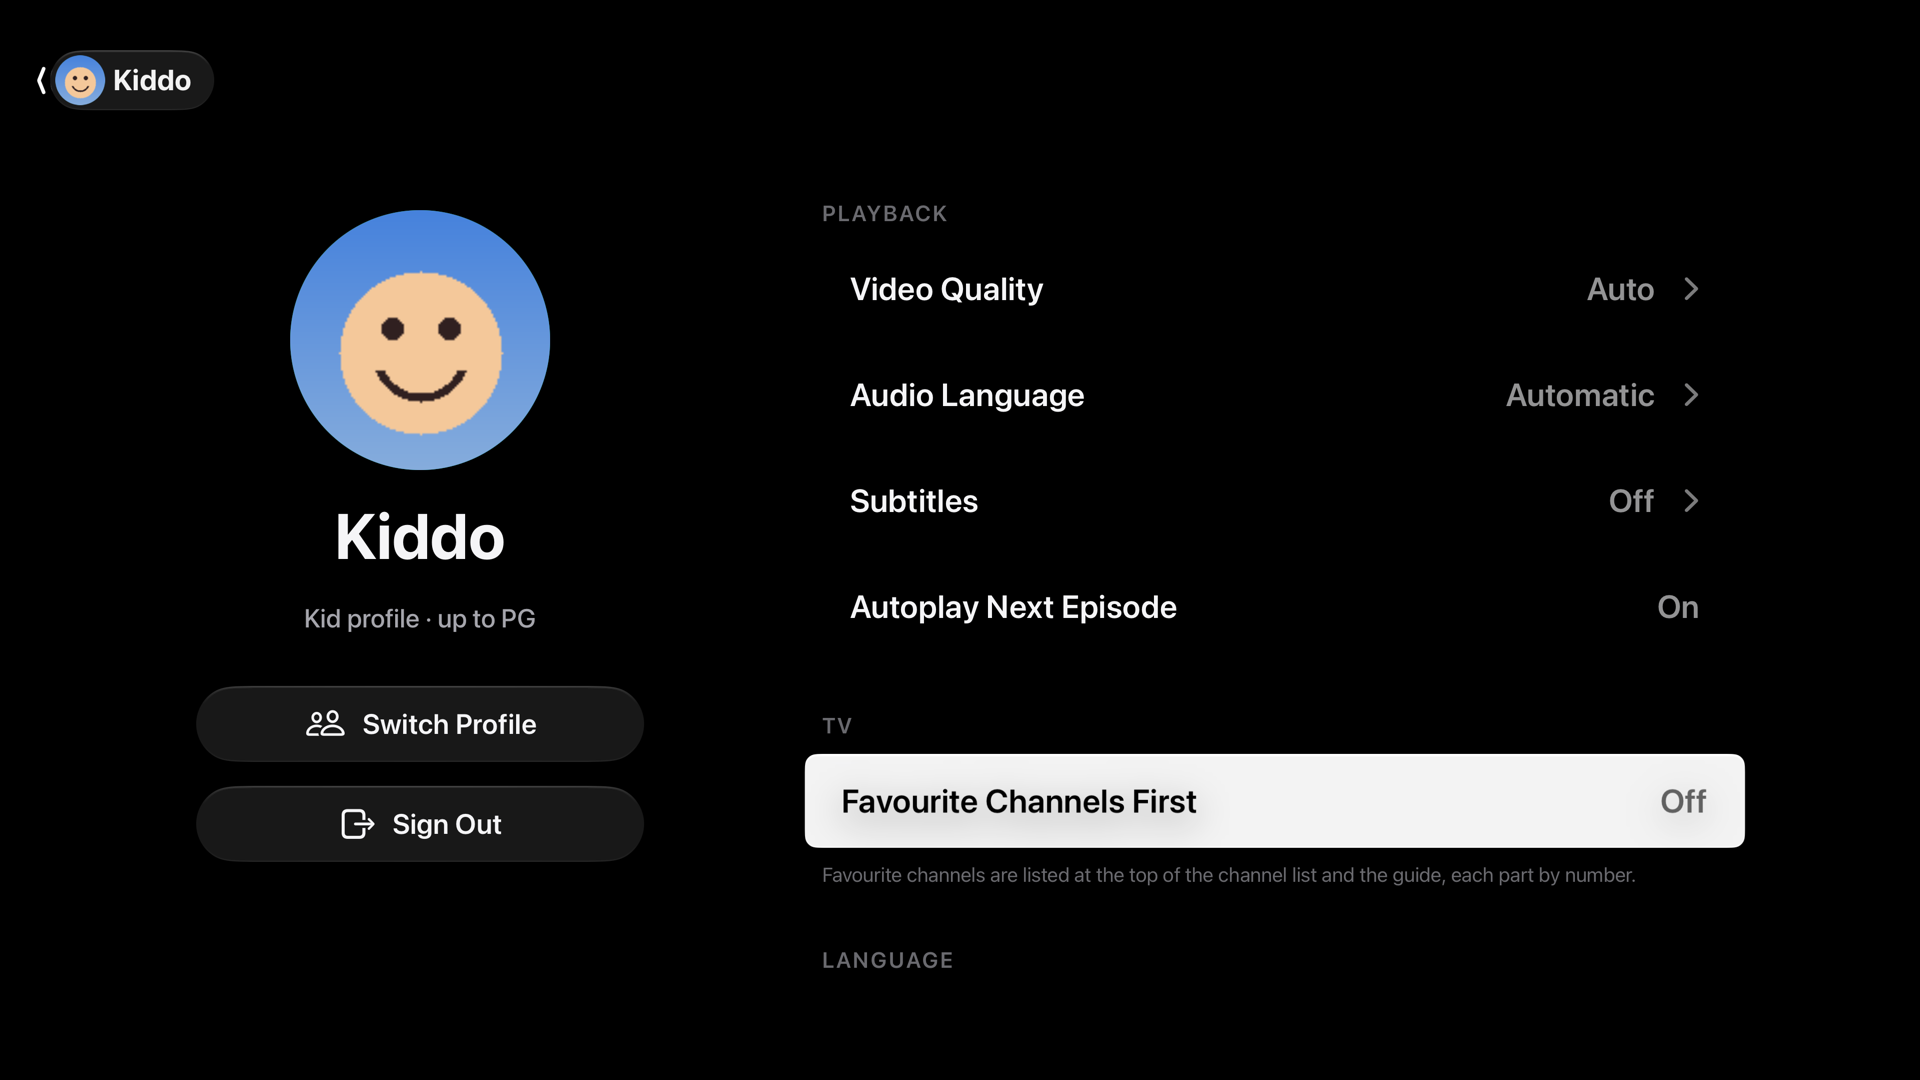 Kiddo
Kiddo
Kid profile · up to PG
Switch Profile
Sign Out
PLAYBACK
Video Quality Auto
Audio Language Automatic
Subtitles Off
Autoplay Next Episode On
TV
Favourite Channels First Off
Favourite channels are listed at the top of the channel list and the guide, each part by number.
LANGUAGE